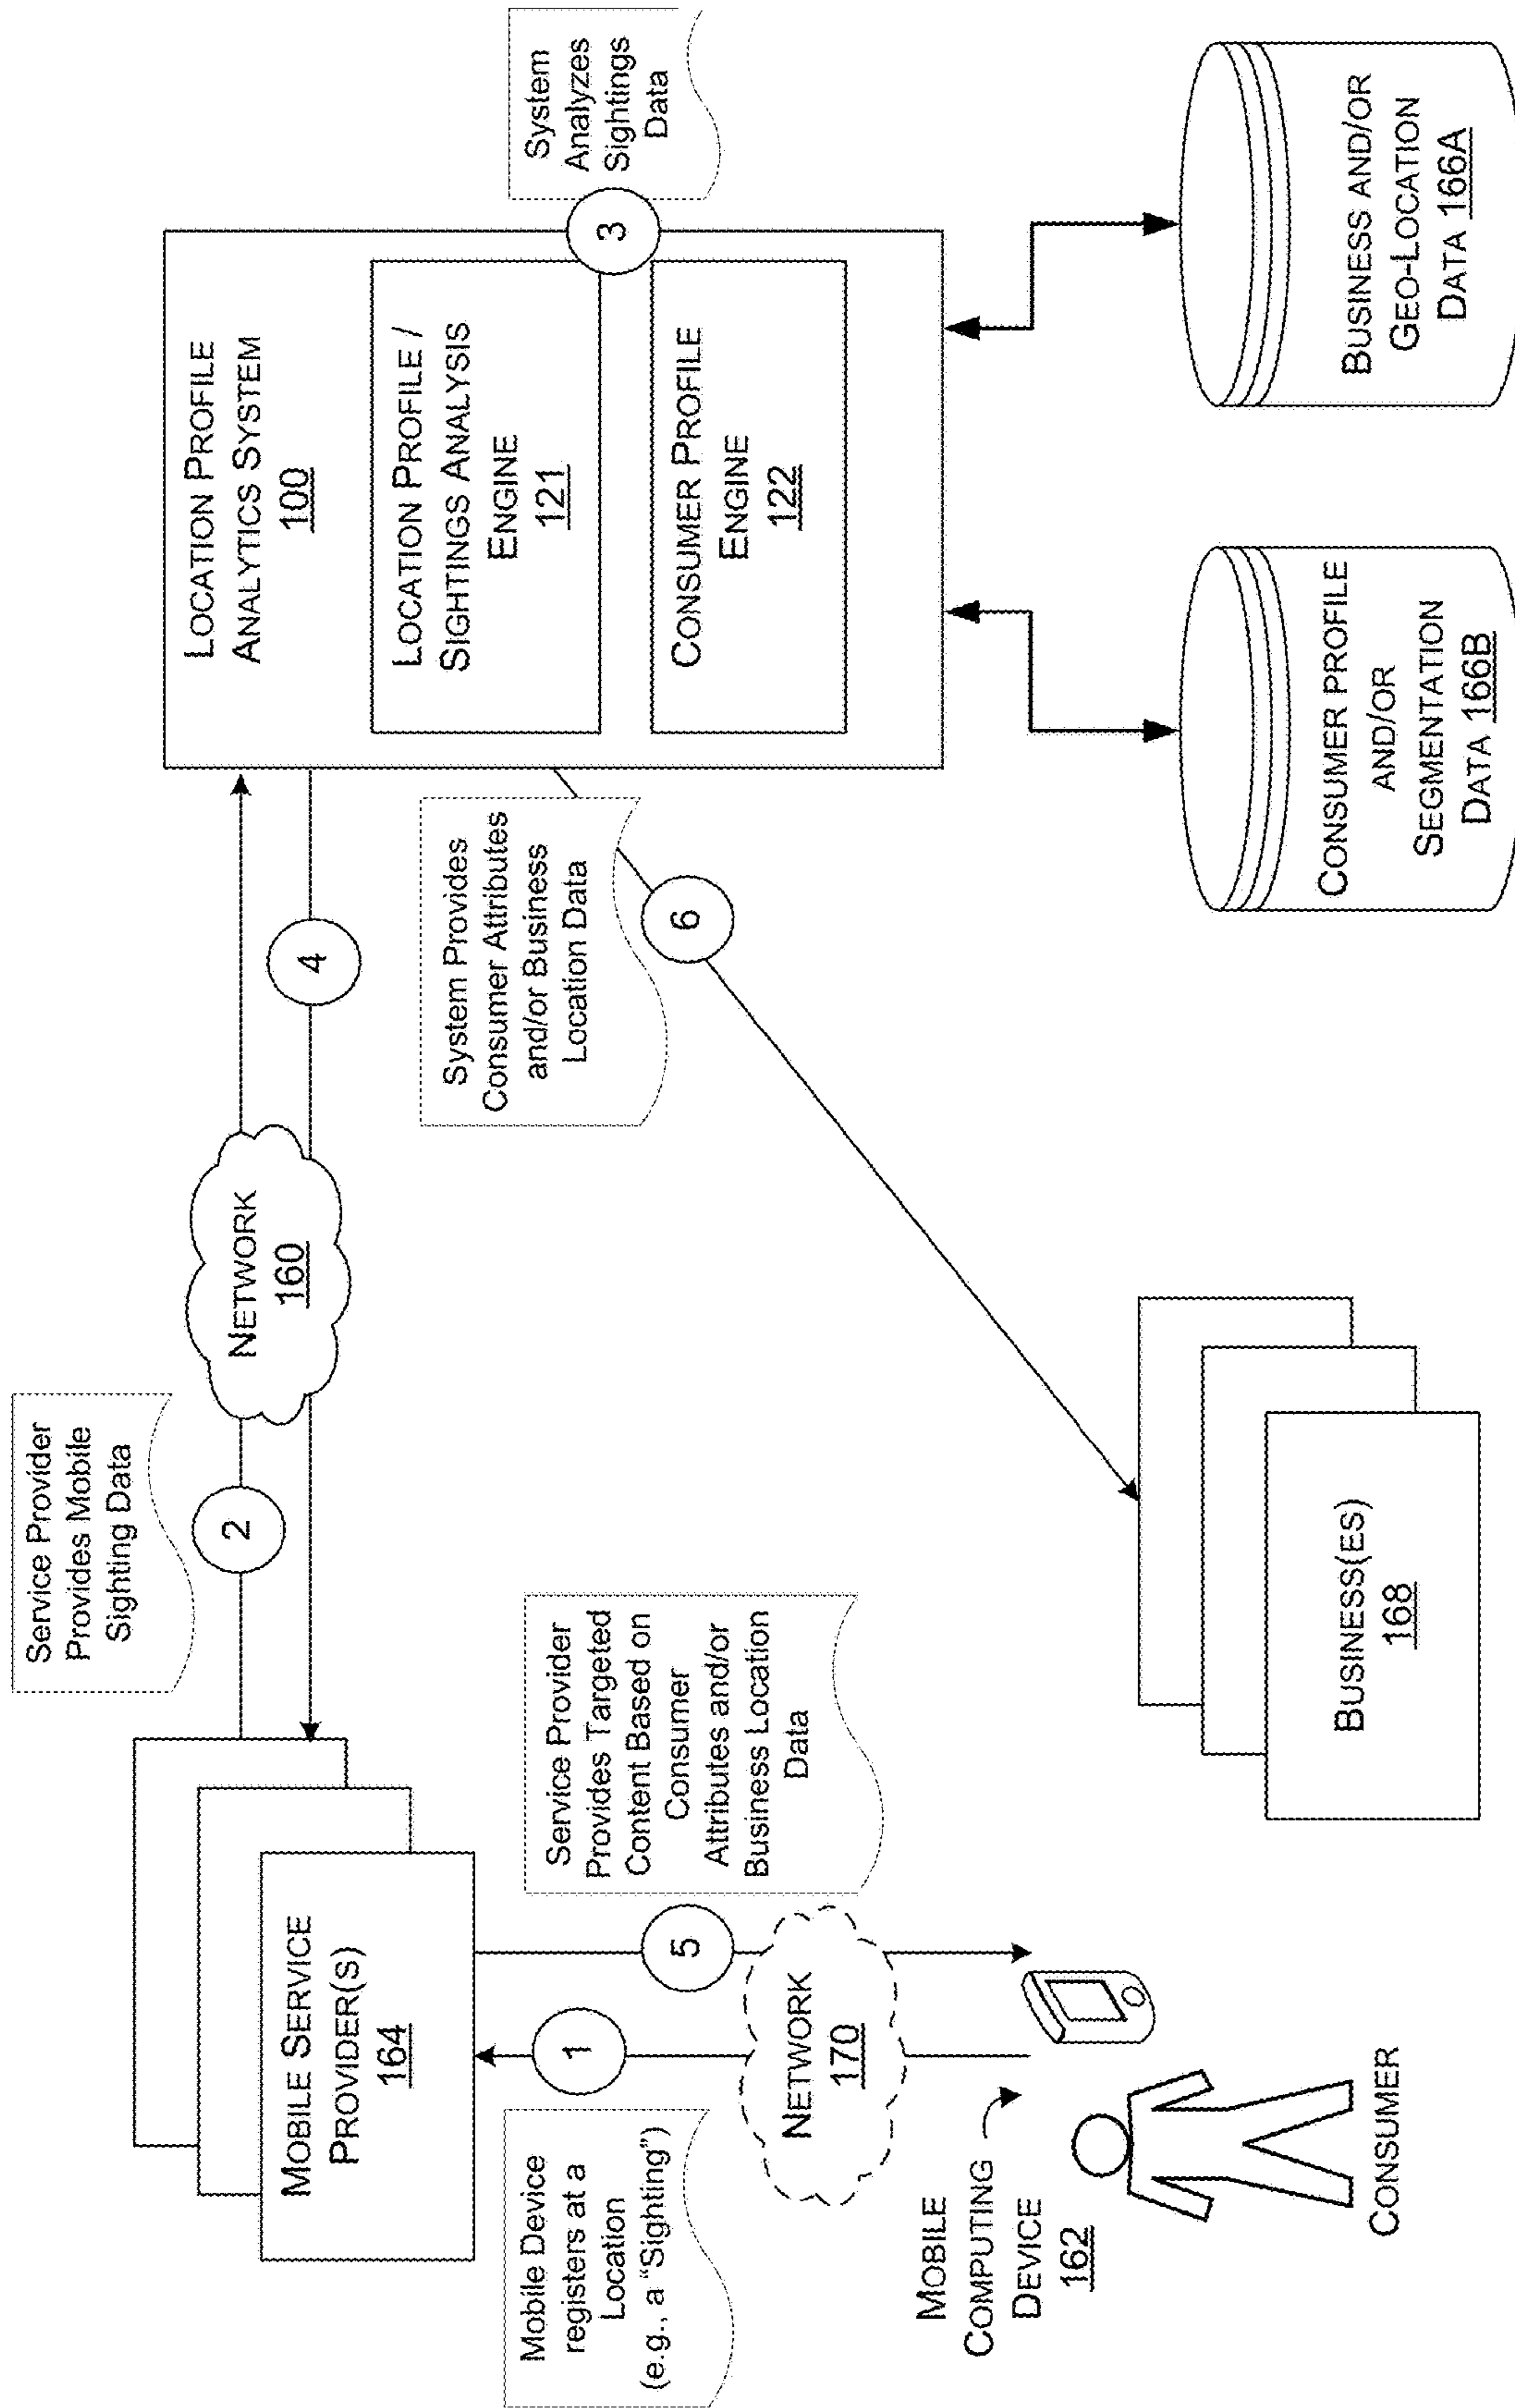 Service Provider
Provides Mobile
Sighting Data
2
MOBILE SERVICE
PROVIDER(S)
164
NETWORK
160
4
LOCATION PROFILE
ANALYTICS SYSTEM
100
LOCATION PROFILE /
SIGHTINGS ANALYSIS
ENGINE
121
CONSUMER PROFILE
ENGINE
122
3
System
Analyzes
Sightings
Data
System Provides
Consumer Attributes
and/or Business
Location Data
6
Mobile Device
registers at a
Location
(e.g., a “Sighting”)
1
5
Service Provider
Provides Targeted
Content Based on
Consumer
Attributes and/or
Business Location
Data
NETWORK
170
MOBILE
COMPUTING
DEVICE
162
CONSUMER
BUSINESS(ES)
168
CONSUMER PROFILE
AND/OR
SEGMENTATION
DATA 166B
BUSINESS AND/OR
GEO-LOCATION
DATA 166A